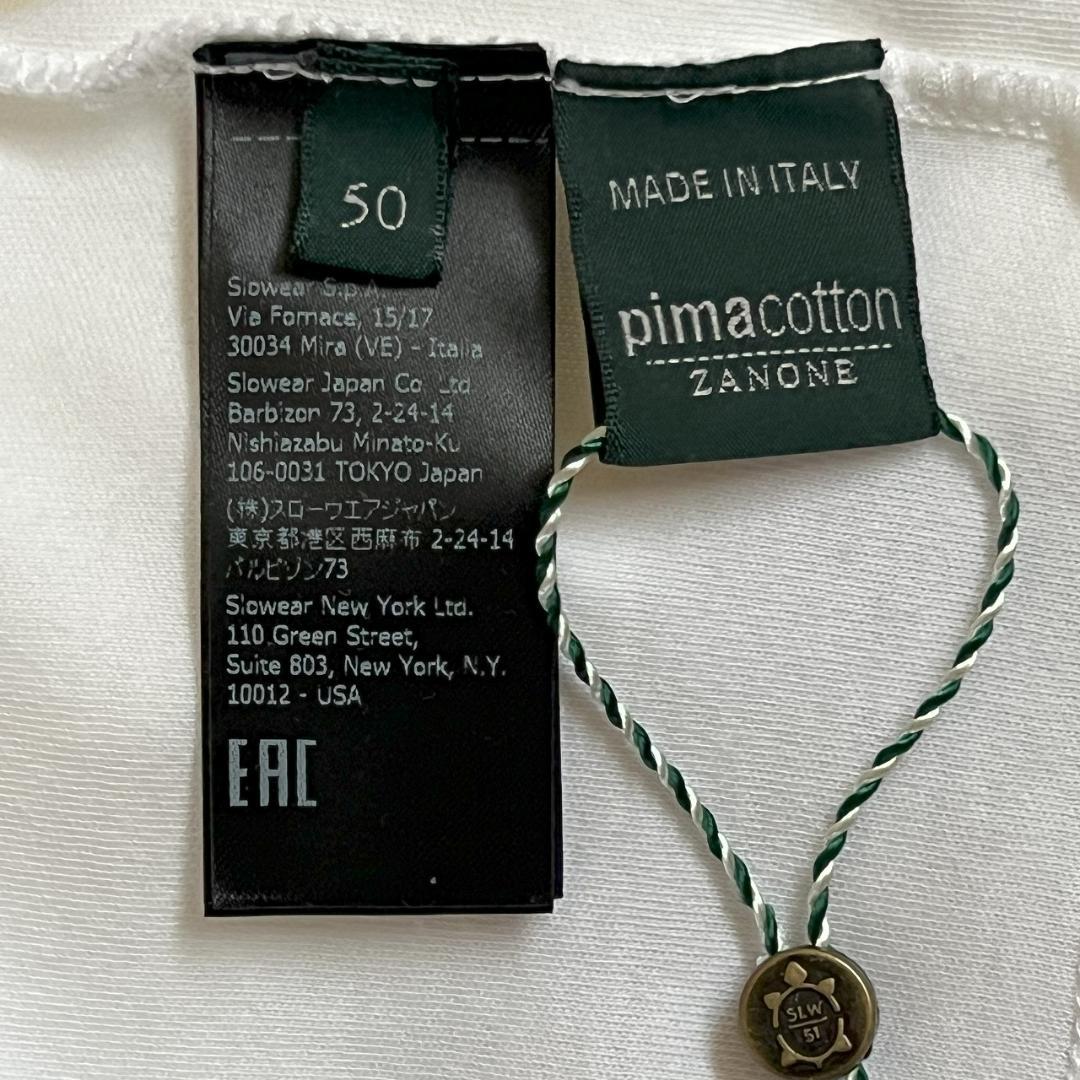 50
Slowear S.p.A.
Via Fornace, 15/17
30034 Mira (VE) - Italia
Slowear Japan Co Ltd
Barbizon 73, 2-24-14
Nishiazabu Minato-Ku
106-0031 TOKYO Japan
(株)スローウエアジャパン
東京都港区西麻布 2-24-14
バルビゾン73
Slowear New York Ltd.
110 Green Street,
Suite 803, New York, N.Y.
10012 - USA
EAC
MADE IN ITALY
pimacotton
ZANONE
SLW
51